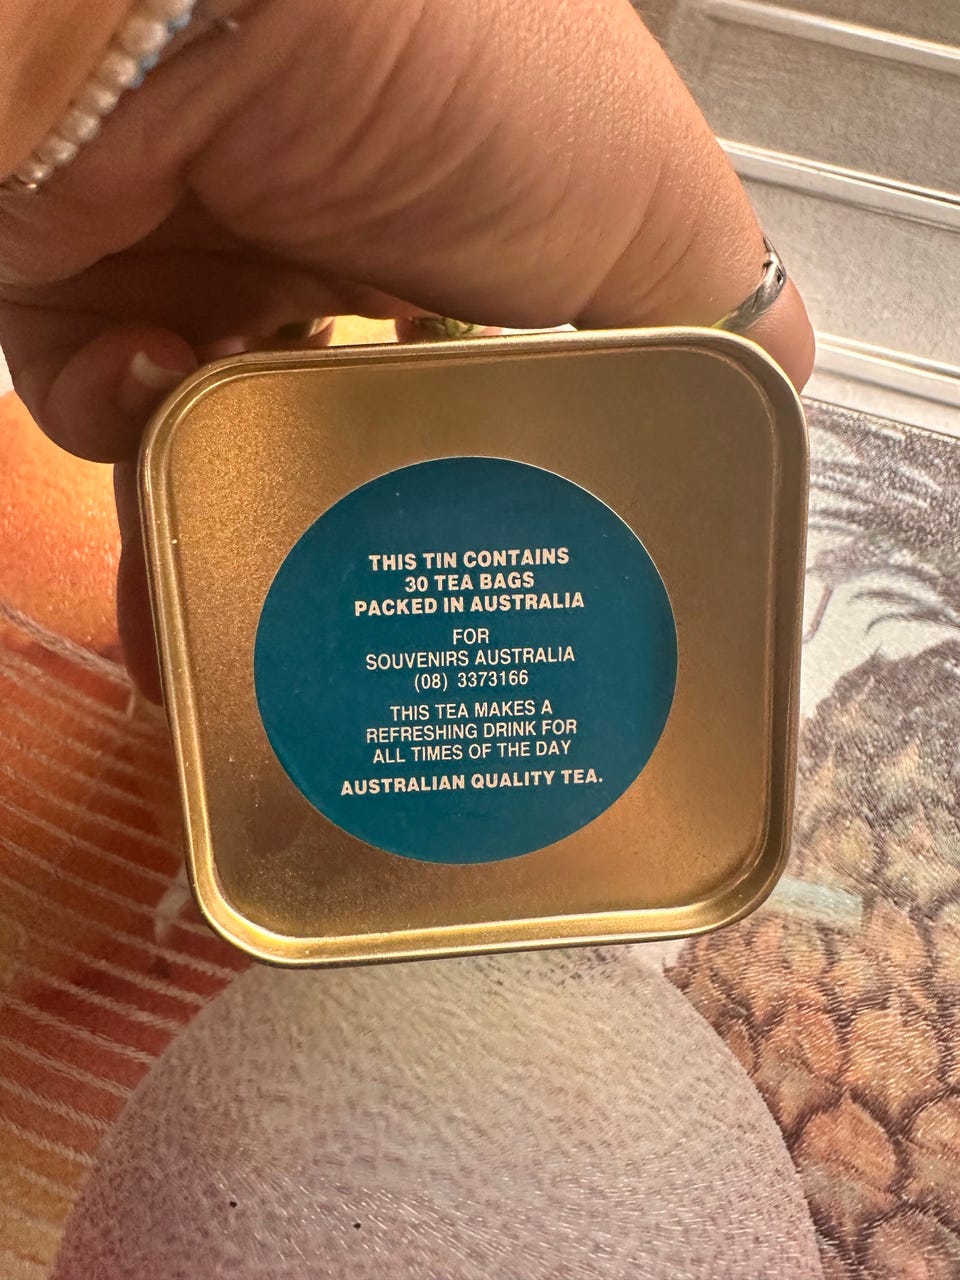 THIS TIN CONTAINS
30 TEA BAGS
PACKED IN AUSTRALIA
FOR
SOUVENIRS AUSTRALIA
(08) 3373166
THIS TEA MAKES A
REFRESHING DRINK FOR
ALL TIMES OF THE DAY
AUSTRALIAN QUALITY TEA.